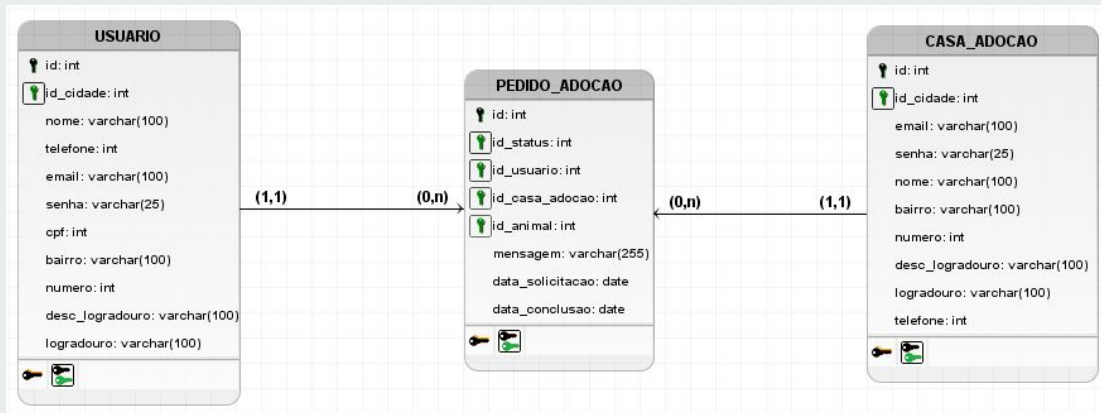 USUARIO
id: int
id_cidade: int
nome: varchar(100)
telefone: int
email: varchar(100)
senha: varchar(25)
cpf: int
bairro: varchar(100)
numero: int
desc_logradouro: varchar(100)
logradouro: varchar(100)
(1,1)
(0,n)
PEDIDO_ADOCAO
id: int
id_status: int
id_usuario: int
id_casa_adocao: int
id_animal: int
mensagem: varchar(255)
data_solicitacao: date
data_conclusao: date
(0,n)
(1,1)
CASA_ADOCAO
id: int
id_cidade: int
email: varchar(100)
senha: varchar(25)
nome: varchar(100)
bairro: varchar(100)
numero: int
desc_logradouro: varchar(100)
logradouro: varchar(100)
telefone: int